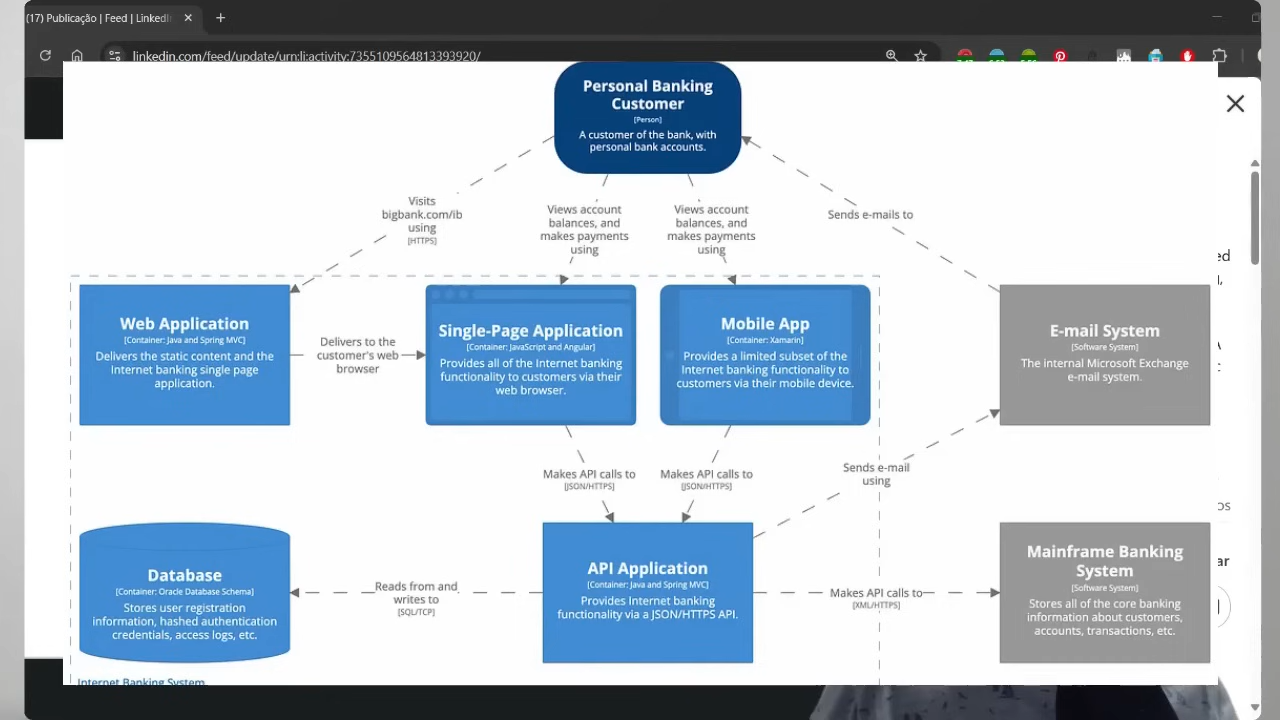 (17) Publicação | Feed | LinkedI
linkedin.com/feed/update/urn:li:activity:7355109564813393920/
Personal Banking
Customer
[Person]
A customer of the bank, with
personal bank accounts.
Visits
bigbank.com/ib
using
[HTTPS]
Views account
balances, and
makes payments
using
Views account
balances, and
makes payments
using
Sends e-mails to
Web Application
[Container: Java and Spring MVC]
Delivers the static content and the
Internet banking single page
application.
Delivers to the
customer's web
browser
Single-Page Application
[Container: JavaScript and Angular]
Provides all of the Internet banking
functionality to customers via their
web browser.
Mobile App
[Container: Xamarin]
Provides a limited subset of the
Internet banking functionality to
customers via their mobile device.
E-mail System
[Software System]
The internal Microsoft Exchange
e-mail system.
Makes API calls to
[JSON/HTTPS]
Makes API calls to
[JSON/HTTPS]
Sends e-mail
using
Database
[Container: Oracle Database Schema]
Stores user registration
information, hashed authentication
credentials, access logs, etc.
Reads from and
writes to
[SQL/TCP]
API Application
[Container: Java and Spring MVC]
Provides Internet banking
functionality via a JSON/HTTPS API.
Makes API calls to
[XML/HTTPS]
Mainframe Banking
System
[Software System]
Stores all of the core banking
information about customers,
accounts, transactions, etc.
Internet Banking System